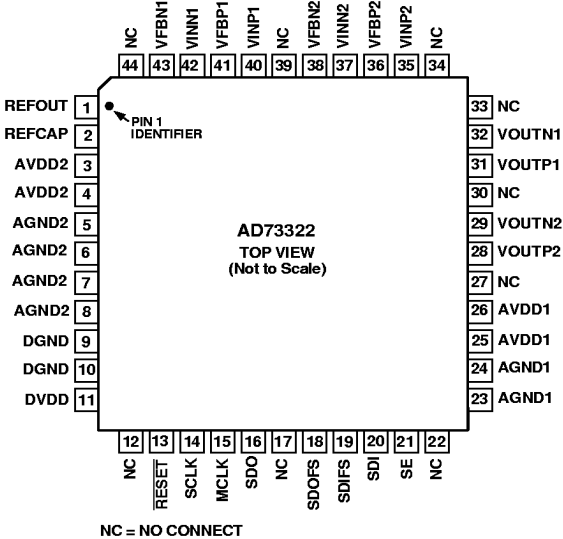 NC
VFBN1
VINN1
VFBP1
VINP1
NC
VFBN2
VINN2
VFBP2
VINP2
NC
44
43
42
41
40
39
38
37
36
35
34
REFOUT 1
REFCAP 2
AVDD2 3
AVDD2 4
AGND2 5
AGND2 6
AGND2 7
AGND2 8
DGND 9
DGND 10
DVDD 11
PIN 1
IDENTIFIER
AD73322
TOP VIEW
(Not to Scale)
33 NC
32 VOUTN1
31 VOUTP1
30 NC
29 VOUTN2
28 VOUTP2
27 NC
26 AVDD1
25 AVDD1
24 AGND1
23 AGND1
12
13
14
15
16
17
18
19
20
21
22
NC
RESET
SCLK
MCLK
SDO
NC
SDOFS
SDIFS
SDI
SE
NC
NC = NO CONNECT